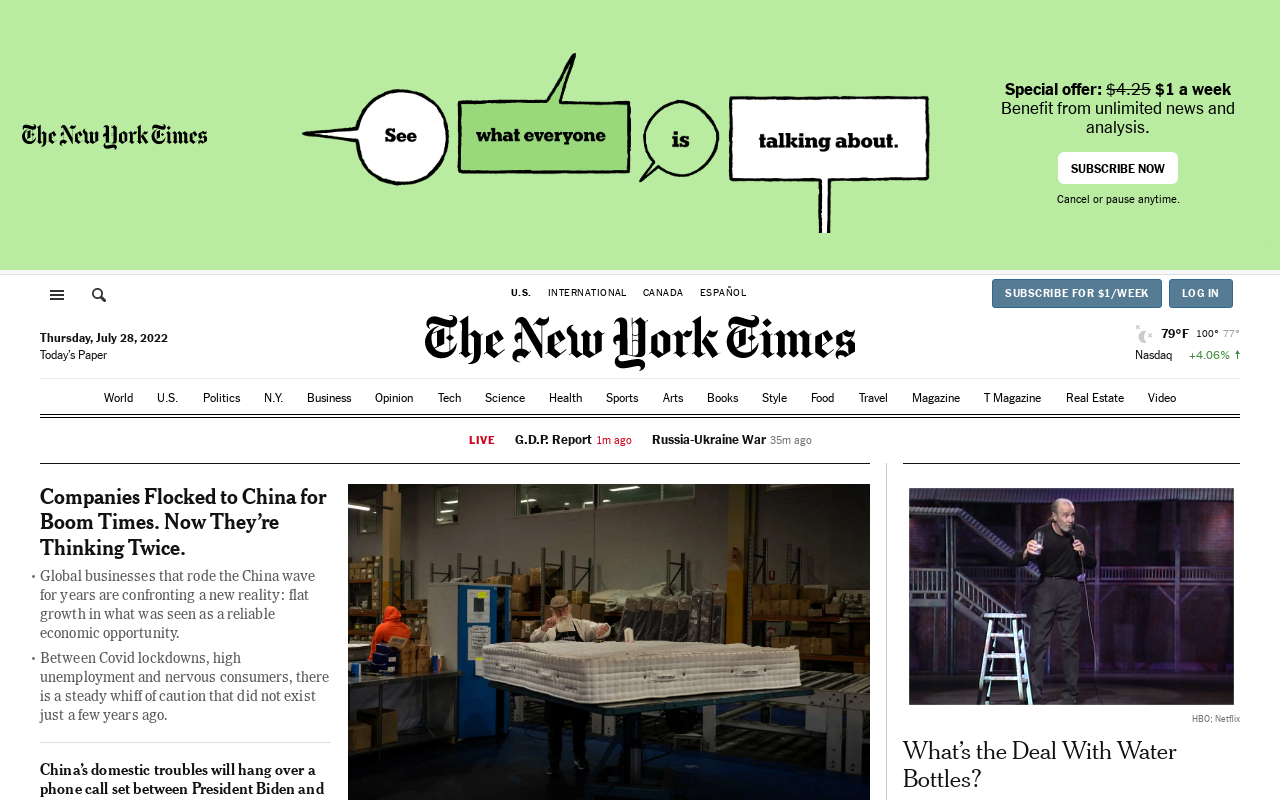 The New York Times
See
what everyone
is
talking about.
Special offer: $4.25 $1 a week
Benefit from unlimited news and
analysis.
SUBSCRIBE NOW
Cancel or pause anytime.
U.S. INTERNATIONAL CANADA ESPAÑOL
SUBSCRIBE FOR $1/WEEK LOG IN
Thursday, July 28, 2022
Today's Paper
The New York Times
79°F 100° 77°
Nasdaq +4.06% ↑
World U.S. Politics N.Y. Business Opinion Tech Science Health Sports Arts Books Style Food Travel Magazine T Magazine Real Estate Video
LIVE G.D.P. Report 1m ago Russia-Ukraine War 35m ago
Companies Flocked to China for
Boom Times. Now They’re
Thinking Twice.
• Global businesses that rode the China wave
for years are confronting a new reality: flat
growth in what was seen as a reliable
economic opportunity.
• Between Covid lockdowns, high
unemployment and nervous consumers, there
is a steady whiff of caution that did not exist
just a few years ago.
China’s domestic troubles will hang over a
phone call set between President Biden and
HBO; Netflix
What’s the Deal With Water
Bottles?